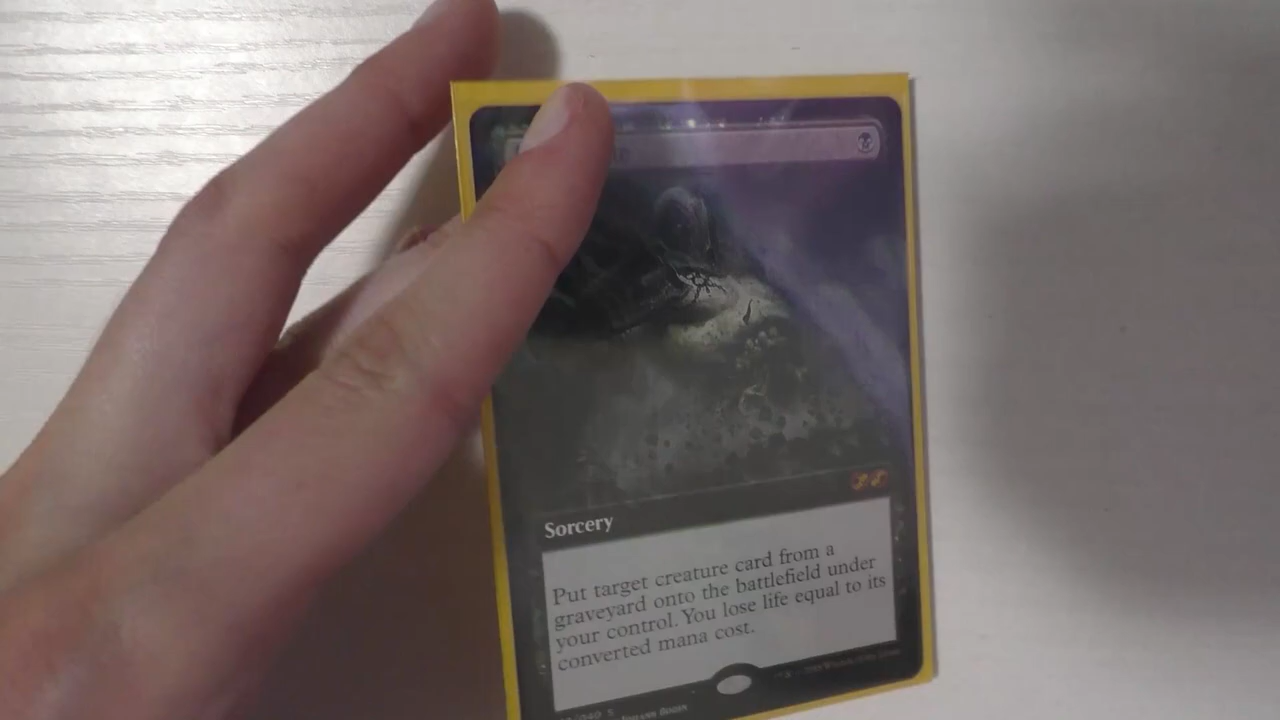 Sorcery
Put target creature card from a
graveyard onto the battlefield under
your control. You lose life equal to its
converted mana cost.